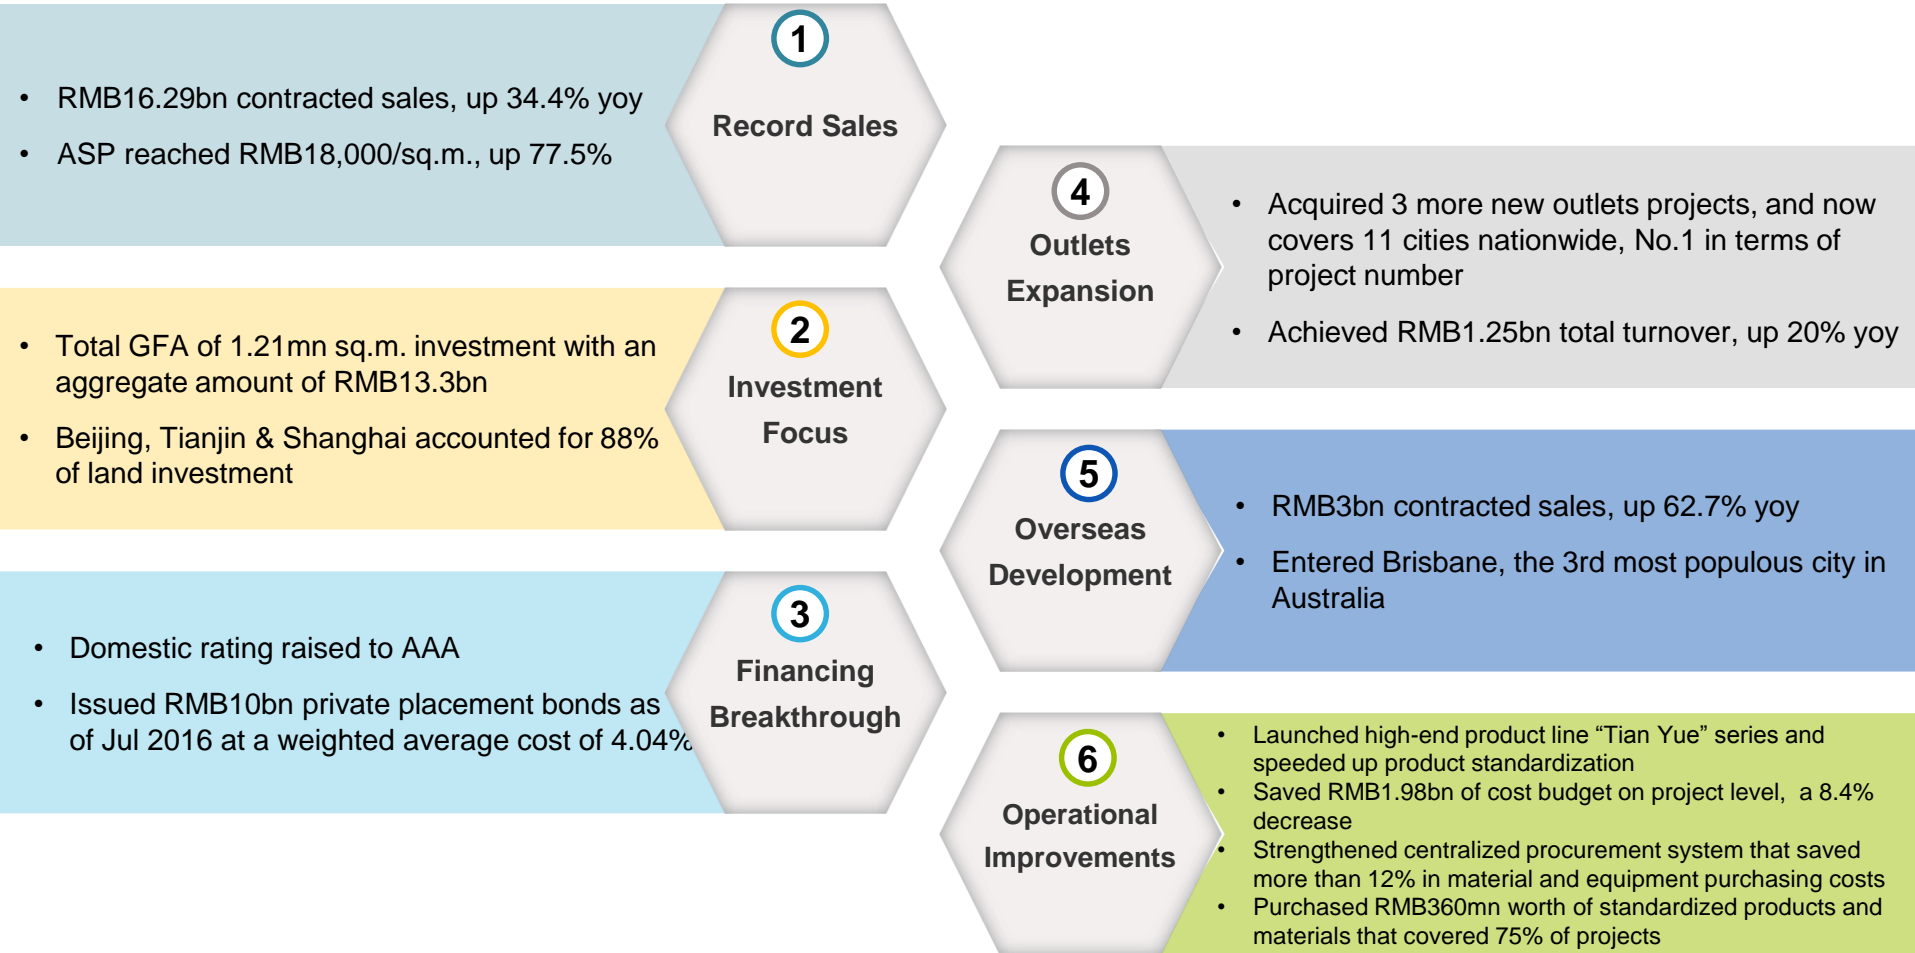 1
Record Sales
• RMB16.29bn contracted sales, up 34.4% yoy
• ASP reached RMB18,000/sq.m., up 77.5%
2
Investment
Focus
• Total GFA of 1.21mn sq.m. investment with an
aggregate amount of RMB13.3bn
• Beijing, Tianjin & Shanghai accounted for 88%
of land investment
3
Financing
Breakthrough
• Domestic rating raised to AAA
• Issued RMB10bn private placement bonds as
of Jul 2016 at a weighted average cost of 4.04%
4
Outlets
Expansion
• Acquired 3 more new outlets projects, and now
covers 11 cities nationwide, No.1 in terms of
project number
• Achieved RMB1.25bn total turnover, up 20% yoy
5
Overseas
Development
• RMB3bn contracted sales, up 62.7% yoy
• Entered Brisbane, the 3rd most populous city in
Australia
6
Operational
Improvements
• Launched high-end product line “Tian Yue” series and
speeded up product standardization
• Saved RMB1.98bn of cost budget on project level, a 8.4%
decrease
• Strengthened centralized procurement system that saved
more than 12% in material and equipment purchasing costs
• Purchased RMB360mn worth of standardized products and
materials that covered 75% of projects